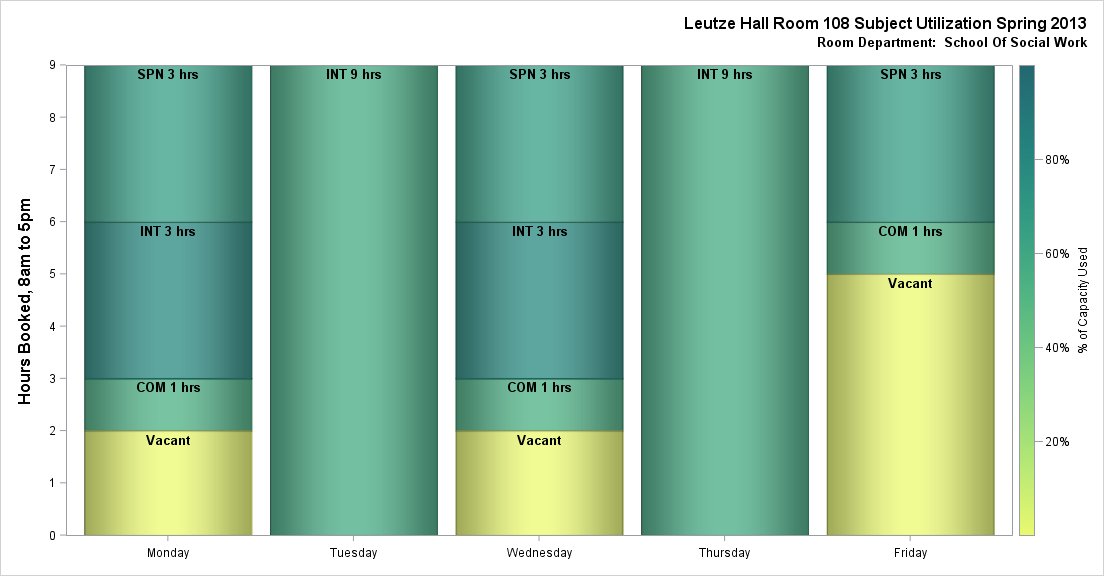 Leutze Hall Room 108 Subject Utilization Spring 2013
Room Department:  School Of Social Work
Hours Booked, 8am to 5pm
9
8
7
6
5
4
3
2
1
0
SPN 3 hrs
INT 3 hrs
COM 1 hrs
Vacant
INT 9 hrs
SPN 3 hrs
INT 3 hrs
COM 1 hrs
Vacant
INT 9 hrs
SPN 3 hrs
COM 1 hrs
Vacant
Monday
Tuesday
Wednesday
Thursday
Friday
80%
60%
40%
20%
% of Capacity Used